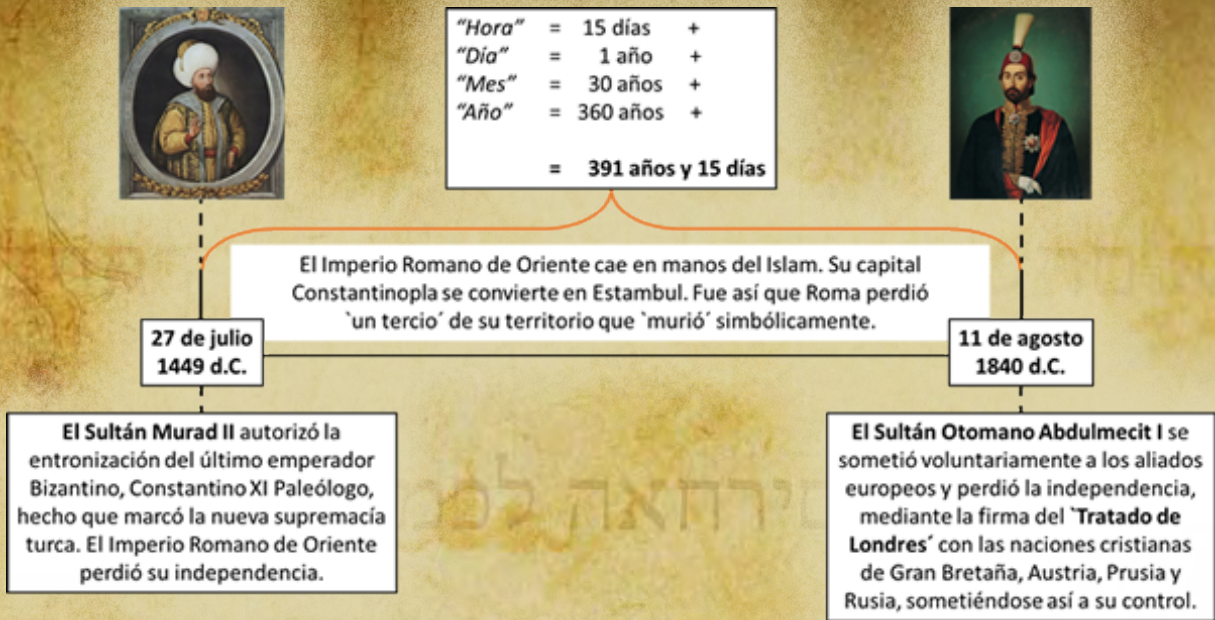 “Hora” = 15 días +
“Día” = 1 año +
“Mes” = 30 años +
“Año” = 360 años +
= 391 años y 15 días
El Imperio Romano de Oriente cae en manos del Islam. Su capital
Constantinopla se convierte en Estambul. Fue así que Roma perdió
`un tercio´ de su territorio que `murió´ simbólicamente.
27 de julio
1449 d.C.
11 de agosto
1840 d.C.
El Sultán Murad II autorizó la
entronización del último emperador
Bizantino, Constantino XI Paleólogo,
hecho que marcó la nueva supremacía
turca. El Imperio Romano de Oriente
perdió su independencia.
El Sultán Otomano Abdulmecit I se
sometió voluntariamente a los aliados
europeos y perdió la independencia,
mediante la firma del `Tratado de
Londres´ con las naciones cristianas
de Gran Bretaña, Austria, Prusia y
Rusia, sometiéndose así a su control.